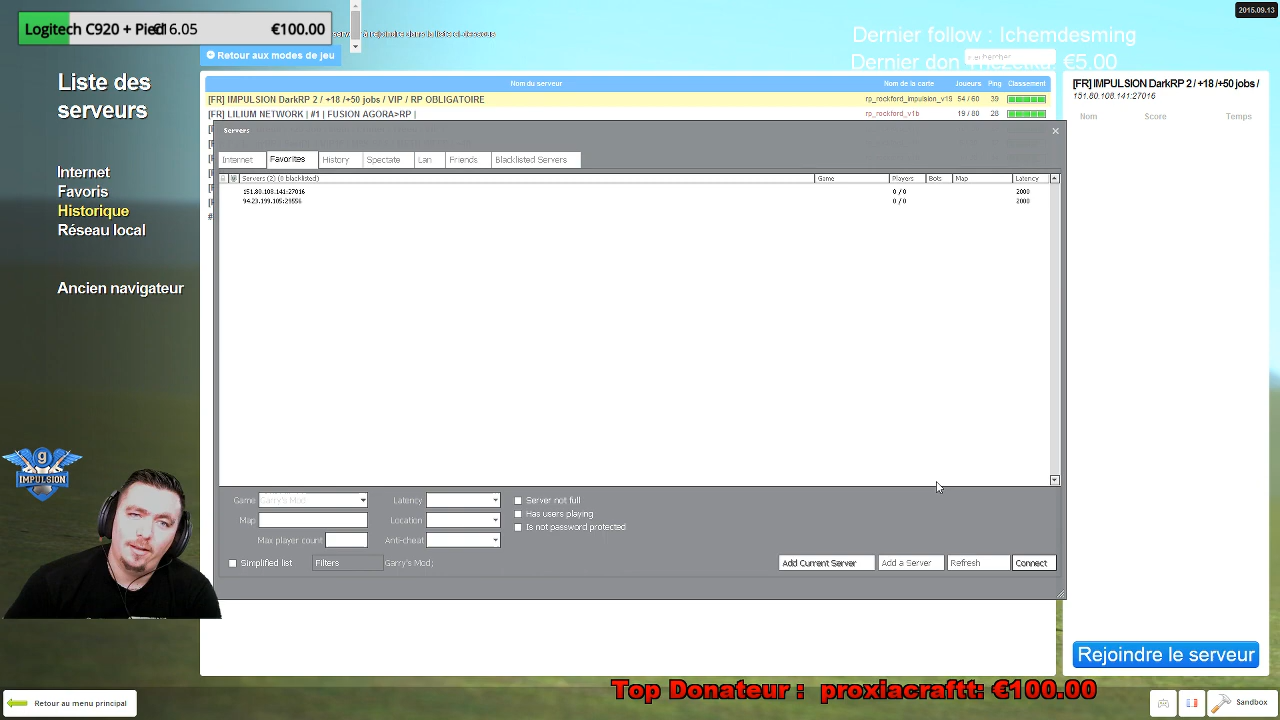 Logitech C920 + Pied €16.05 €100.00
2015.09.13
Dernier follow : Ichemdesming
Dernier don €5.00
Retour aux modes de jeu
Liste des
serveurs
Internet
Favoris
Historique
Réseau local
Ancien navigateur
Nom du serveur Nom de la carte Joueurs Ping Classement
[FR] IMPULSION DarkRP 2 / +18 /+50 jobs / VIP / RP OBLIGATOIRE rp_rockford_impulsion_v19 54 / 60 39
[FR] LILIUM NETWORK | #1 | FUSION AGORA>RP | rp_rockford_v1b 19 / 80 28
[FR] IMPULSION DarkRP 2 / +18 /+50 jobs /
151.80.108.141:27016
Nom Score Temps
Servers
Internet Favorites History Spectate Lan Friends Blacklisted Servers
Servers (2) (0 blacklisted) Game Players Bots Map Latency
151.80.108.141:27016 0 / 0 2000
94.23.199.105:28556 0 / 0 2000
Game Garry's Mod Latency Server not full
Map Location Has users playing
Is not password protected
Max player count Anti-cheat
Simplified list Filters Garry's Mod;
Add Current Server Add a Server Refresh Connect
g
IMPULSION
Rejoindre le serveur
Top Donateur : proxiacraftt: €100.00
Retour au menu principal
Sandbox